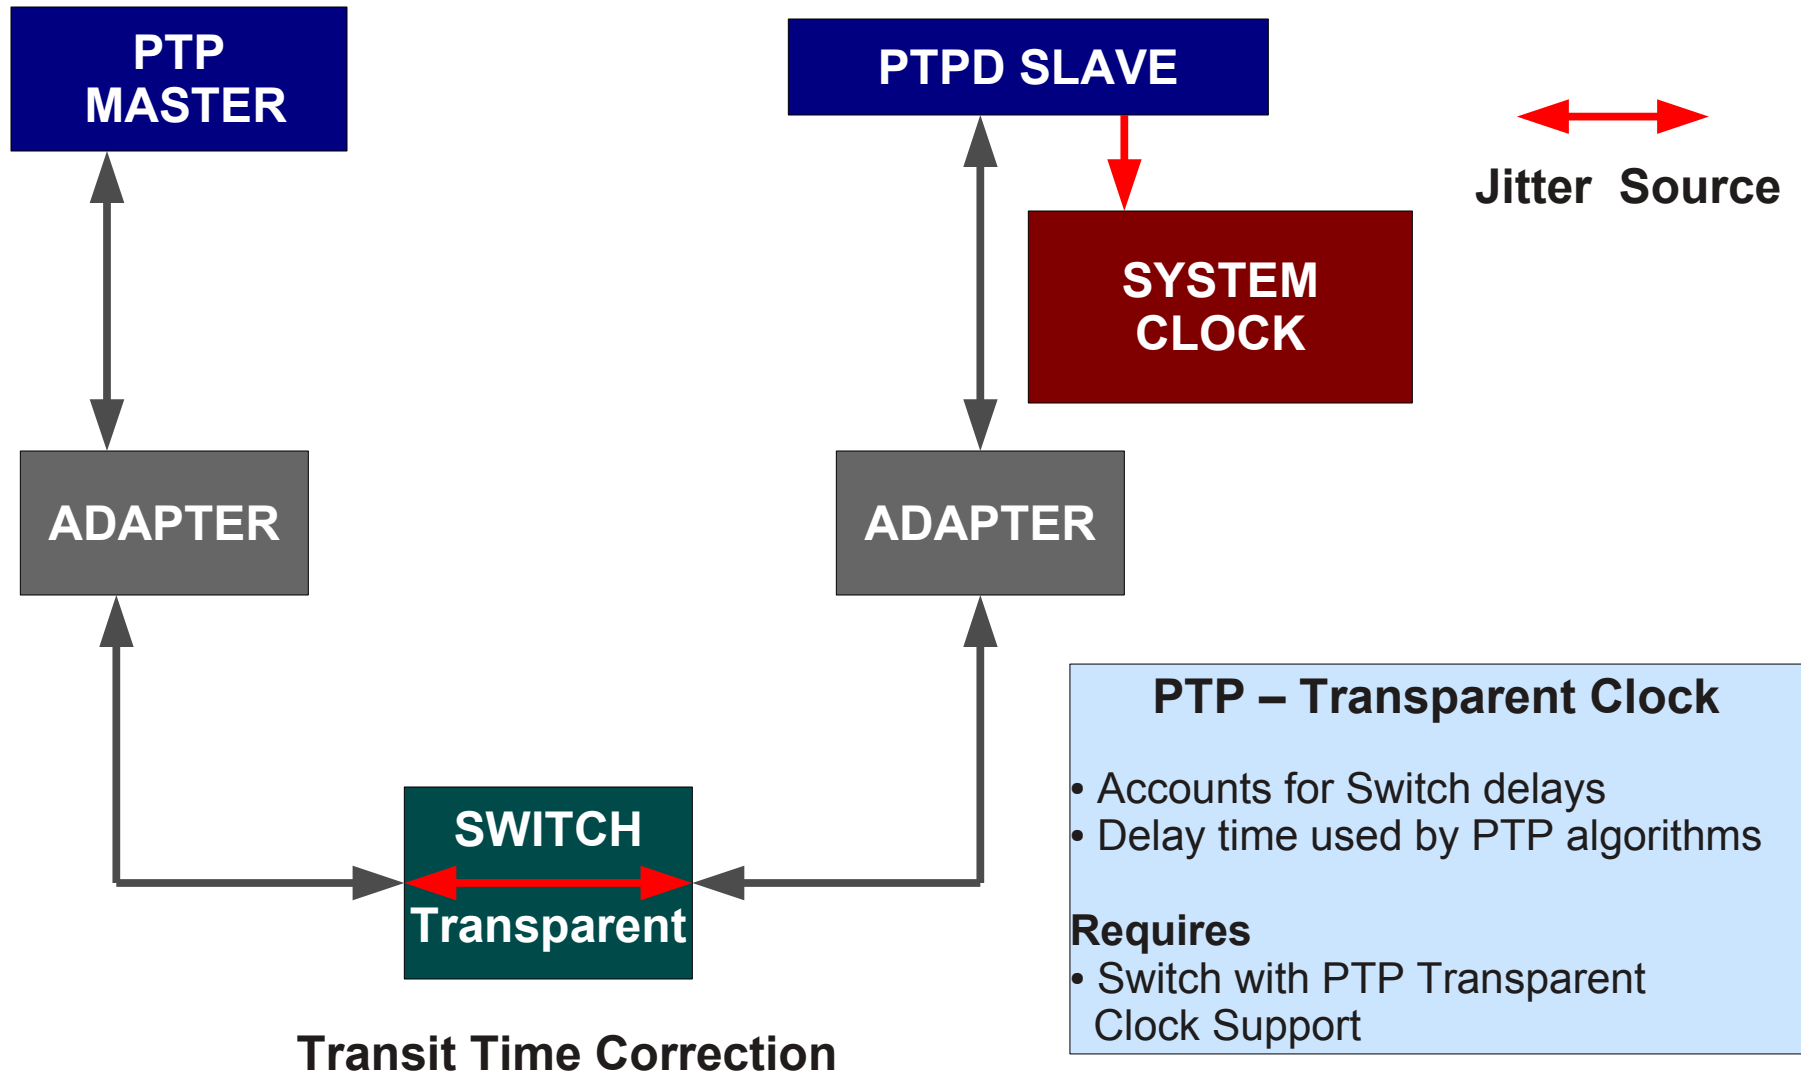 PTP
MASTER
PTPD SLAVE
Jitter Source
SYSTEM
CLOCK
ADAPTER
ADAPTER
SWITCH
Transparent
Transit Time Correction
PTP – Transparent Clock
• Accounts for Switch delays
• Delay time used by PTP algorithms
Requires
• Switch with PTP Transparent
Clock Support